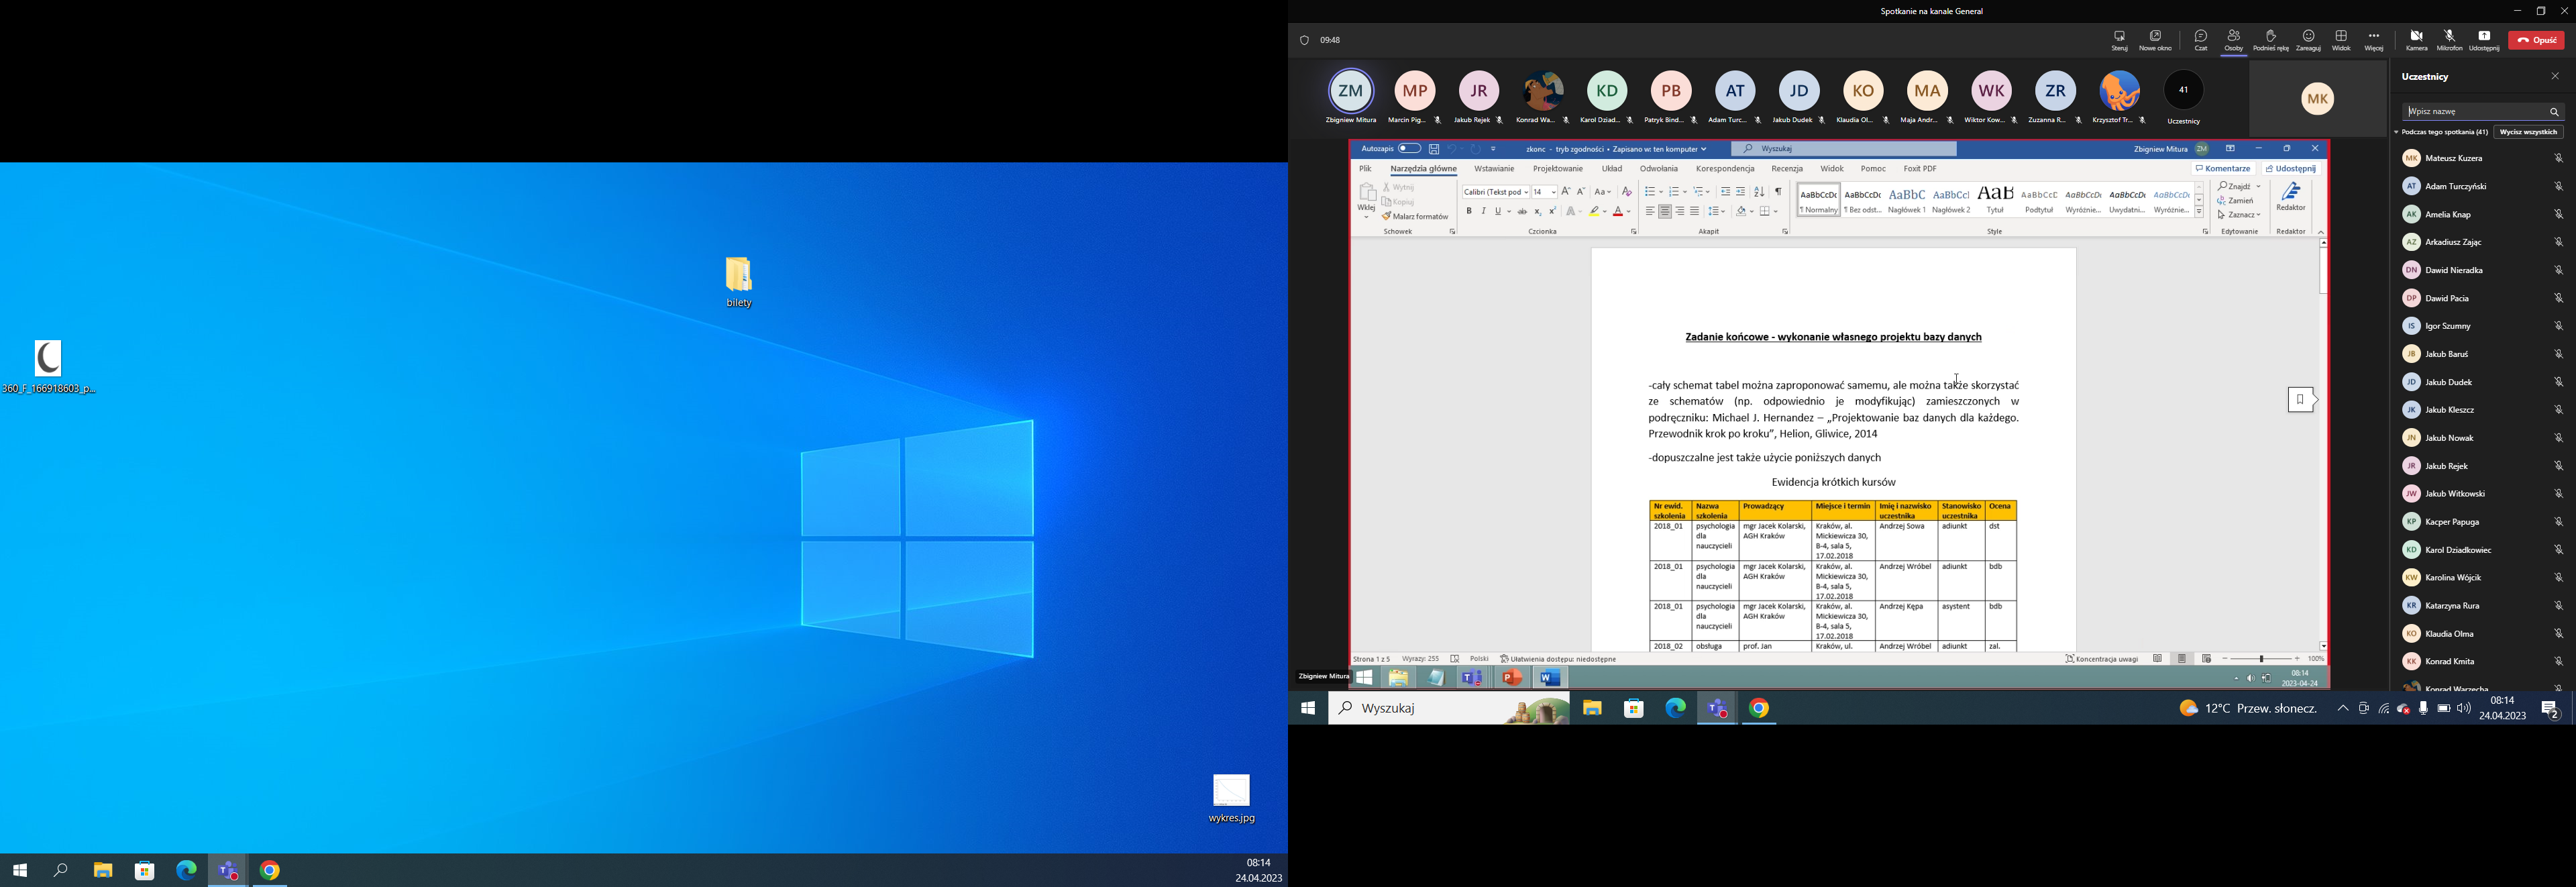 360_F_166918603_p...
bilety
wykres.jpg
08:14
24.04.2023
Spotkanie na kanale General
09:48
Steruj
Nowe okno
Czat
Osoby
Podnieś rękę
Zareaguj
Widok
Więcej
Kamera
Mikrofon
Udostępnij
Opuść
ZM
MP
JR
KD
PB
AT
JD
KO
MA
WK
ZR
41
MK
Zbigniew Mitura
Marcin Pig...
Jakub Rejek
Konrad Wa...
Karol Dziad...
Patryk Bind...
Adam Turc...
Jakub Dudek
Klaudia Ol...
Maja Andr...
Wiktor Kow...
Zuzanna R...
Krzysztof Tr...
Uczestnicy
Autozapis
zkonc - tryb zgodności • Zapisano w: ten komputer
Wyszukaj
Zbigniew Mitura ZM
Plik
Narzędzia główne
Wstawianie
Projektowanie
Układ
Odwołania
Korespondencja
Recenzja
Widok
Pomoc
Foxit PDF
Komentarze
Udostępnij
Wklej
Wytnij
Kopiuj
Malarz formatów
Schowek
Calibri (Tekst pod
14
Czcionka
Akapit
AaBbCcDc
AaBbCcDc
AaBbC
AaBbCcl
AaB
AaBbCcC
AaBbCcDc
AaBbCcDc
AaBbCcDc
¶ Normalny
¶ Bez odst...
Nagłówek 1
Nagłówek 2
Tytuł
Podtytuł
Wyróżnie...
Uwydatni...
Wyróżnie...
Style
Znajdź
Zamień
Zaznacz
Edytowanie
Redaktor
Redaktor
Zadanie końcowe - wykonanie własnego projektu bazy danych
-cały schemat tabel można zaproponować samemu, ale można także skorzystać
ze schematów (np. odpowiednio je modyfikując) zamieszczonych w
podręczniku: Michael J. Hernandez – „Projektowanie baz danych dla każdego.
Przewodnik krok po kroku”, Helion, Gliwice, 2014
-dopuszczalne jest także użycie poniższych danych
Ewidencja krótkich kursów
Nr ewid. szkolenia
Nazwa szkolenia
Prowadzący
Miejsce i termin
Imię i nazwisko uczestnika
Stanowisko uczestnika
Ocena
2018_01
psychologia dla nauczycieli
mgr Jacek Kolarski, AGH Kraków
Kraków, al. Mickiewicza 30, B-4, sala 5, 17.02.2018
Andrzej Sowa
adiunkt
dst
2018_01
psychologia dla nauczycieli
mgr Jacek Kolarski, AGH Kraków
Kraków, al. Mickiewicza 30, B-4, sala 5, 17.02.2018
Andrzej Wróbel
adiunkt
bdb
2018_01
psychologia dla nauczycieli
mgr Jacek Kolarski, AGH Kraków
Kraków, al. Mickiewicza 30, B-4, sala 5, 17.02.2018
Andrzej Kępa
asystent
bdb
2018_02
obsługa
prof. Jan
Kraków, ul.
Andrzej Wróbel
adiunkt
zal.
Strona 1 z 5
Wyrazy: 255
Polski
Ułatwienia dostępu: niedostępne
Koncentracja uwagi
100%
Zbigniew Mitura
08:14
2023-04-24
Uczestnicy
Wpisz nazwę
Podczas tego spotkania (41)
Wycisz wszystkich
MK Mateusz Kuzera
AT Adam Turczyński
AK Amelia Knap
AZ Arkadiusz Zając
DN Dawid Nieradka
DP Dawid Pacia
IS Igor Szumny
JB Jakub Baruś
JD Jakub Dudek
JK Jakub Kleszcz
JN Jakub Nowak
JR Jakub Rejek
JW Jakub Witkowski
KP Kacper Papuga
KD Karol Dziadkowiec
KW Karolina Wójcik
KR Katarzyna Rura
KO Klaudia Olma
KK Konrad Kmita
Konrad Warzecha
Wyszukaj
12°C Przew. słonecz.
08:14
24.04.2023
2